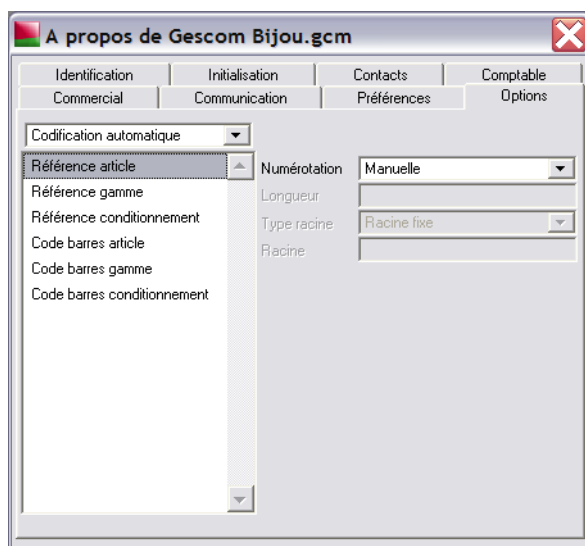 A propos de Gescom Bijou.gcm
Identification Initialisation Contacts Comptable
Commercial Communication Préférences Options
Codification automatique
Référence article Numérotation Manuelle
Référence gamme Longueur
Référence conditionnement Type racine Racine fixe
Code barres article Racine
Code barres gamme
Code barres conditionnement